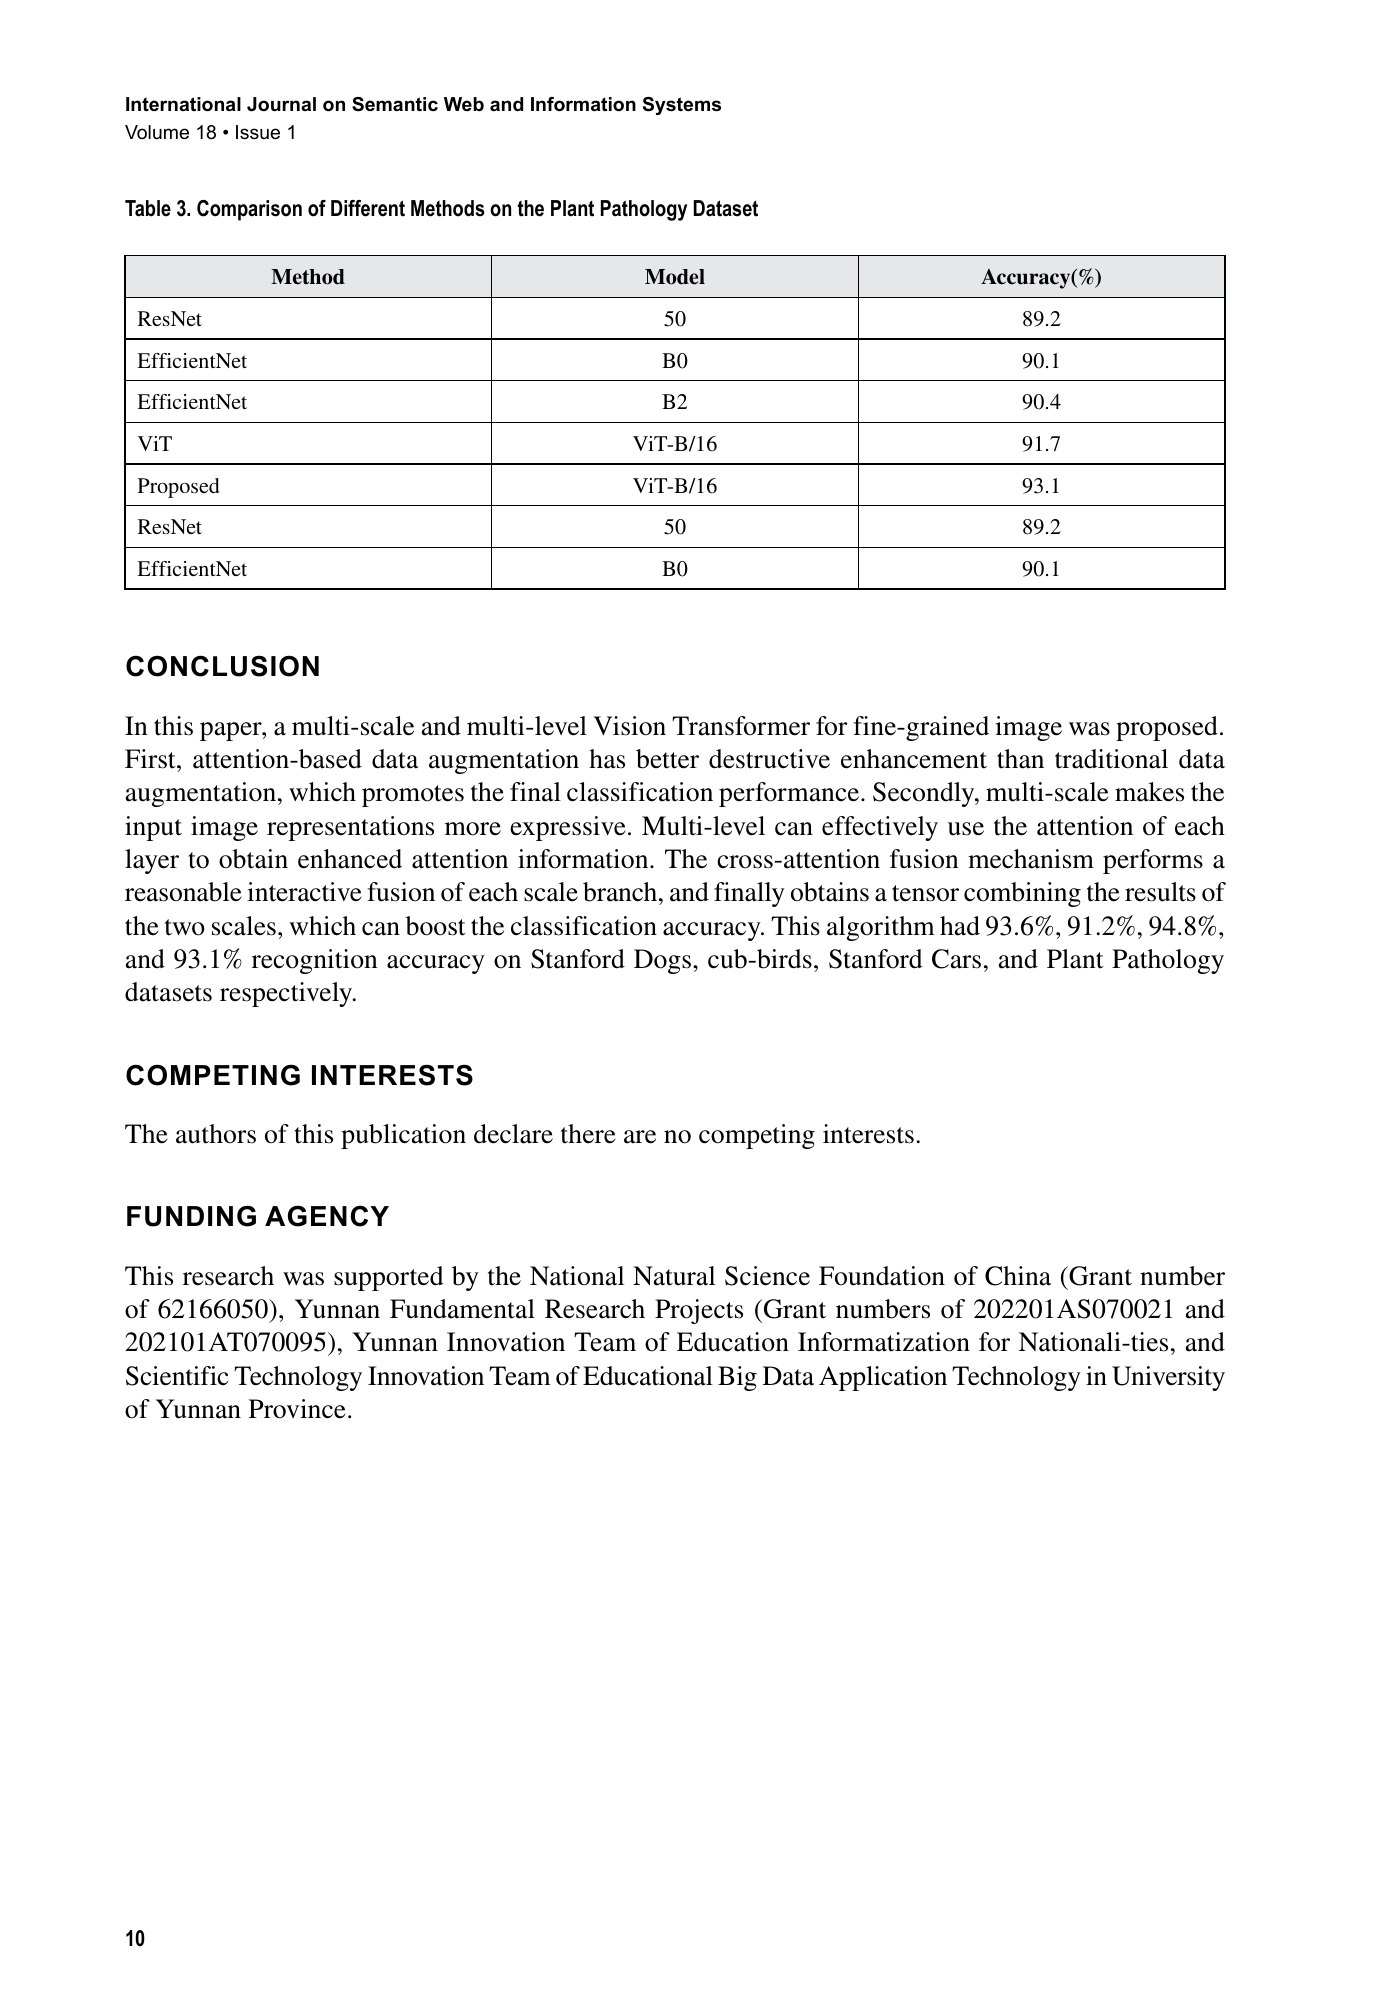 International Journal on Semantic Web and Information Systems
Volume 18 • Issue 1
Table 3. Comparison of Different Methods on the Plant Pathology Dataset
Method Model Accuracy(%)
ResNet 50 89.2
EfficientNet B0 90.1
EfficientNet B2 90.4
ViT ViT-B/16 91.7
Proposed ViT-B/16 93.1
ResNet 50 89.2
EfficientNet B0 90.1
CONCLUSION
In this paper, a multi-scale and multi-level Vision Transformer for fine-grained image was proposed.
First, attention-based data augmentation has better destructive enhancement than traditional data
augmentation, which promotes the final classification performance. Secondly, multi-scale makes the
input image representations more expressive. Multi-level can effectively use the attention of each
layer to obtain enhanced attention information. The cross-attention fusion mechanism performs a
reasonable interactive fusion of each scale branch, and finally obtains a tensor combining the results of
the two scales, which can boost the classification accuracy. This algorithm had 93.6%, 91.2%, 94.8%,
and 93.1% recognition accuracy on Stanford Dogs, cub-birds, Stanford Cars, and Plant Pathology
datasets respectively.
COMPETING INTERESTS
The authors of this publication declare there are no competing interests.
FUNDING AGENCY
This research was supported by the National Natural Science Foundation of China (Grant number
of 62166050), Yunnan Fundamental Research Projects (Grant numbers of 202201AS070021 and
202101AT070095), Yunnan Innovation Team of Education Informatization for Nationali-ties, and
Scientific Technology Innovation Team of Educational Big Data Application Technology in University
of Yunnan Province.
10